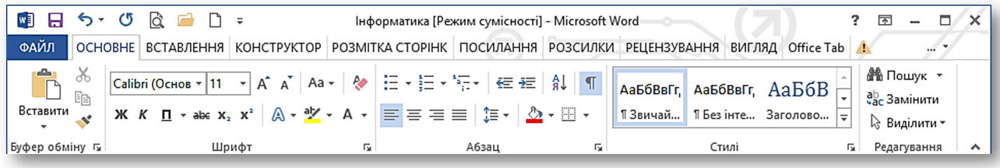 Інформатика [Режим сумісності] - Microsoft Word
?
ФАЙЛ ОСНОВНЕ ВСТАВЛЕННЯ КОНСТРУКТОР РОЗМІТКА СТОРІНК ПОСИЛАННЯ РОЗСИЛКИ РЕЦЕНЗУВАННЯ ВИГЛЯД Office Tab ...
Calibri (Основ 11 А А Аа АаБбВвГг, АаБбВвГг, АаБбВ Пошук
Вставити Ж К П abc x₂ x² А А ¶ Звичай... ¶ Без інте... Заголово... Замінити
Виділити
Буфер обміну Шрифт Абзац Стилі Редагування